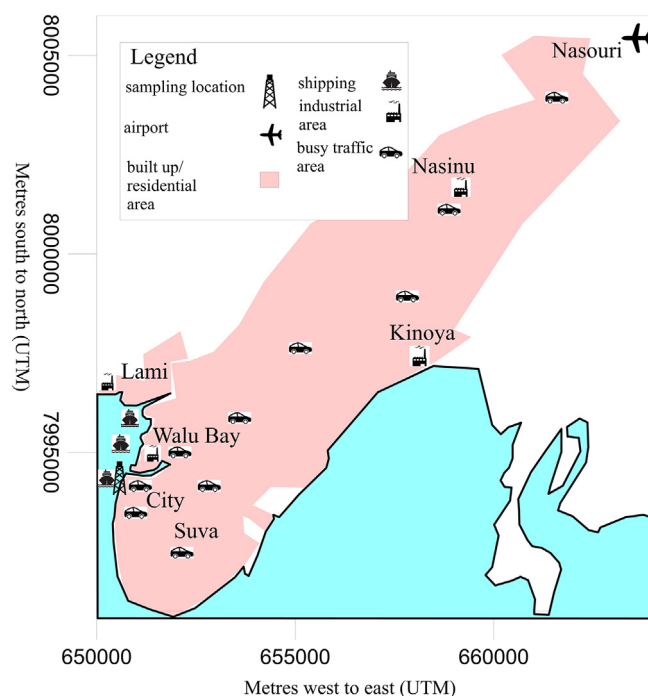 8005000
Nasouri
Legend
sampling location
shipping
industrial
area
airport
busy traffic
area
built up/
residential
area
Nasinu
8000000
Metres south to north (UTM)
Kinoya
Lami
Walu Bay
7995000
City
Suva
650000
655000
660000
Metres west to east (UTM)